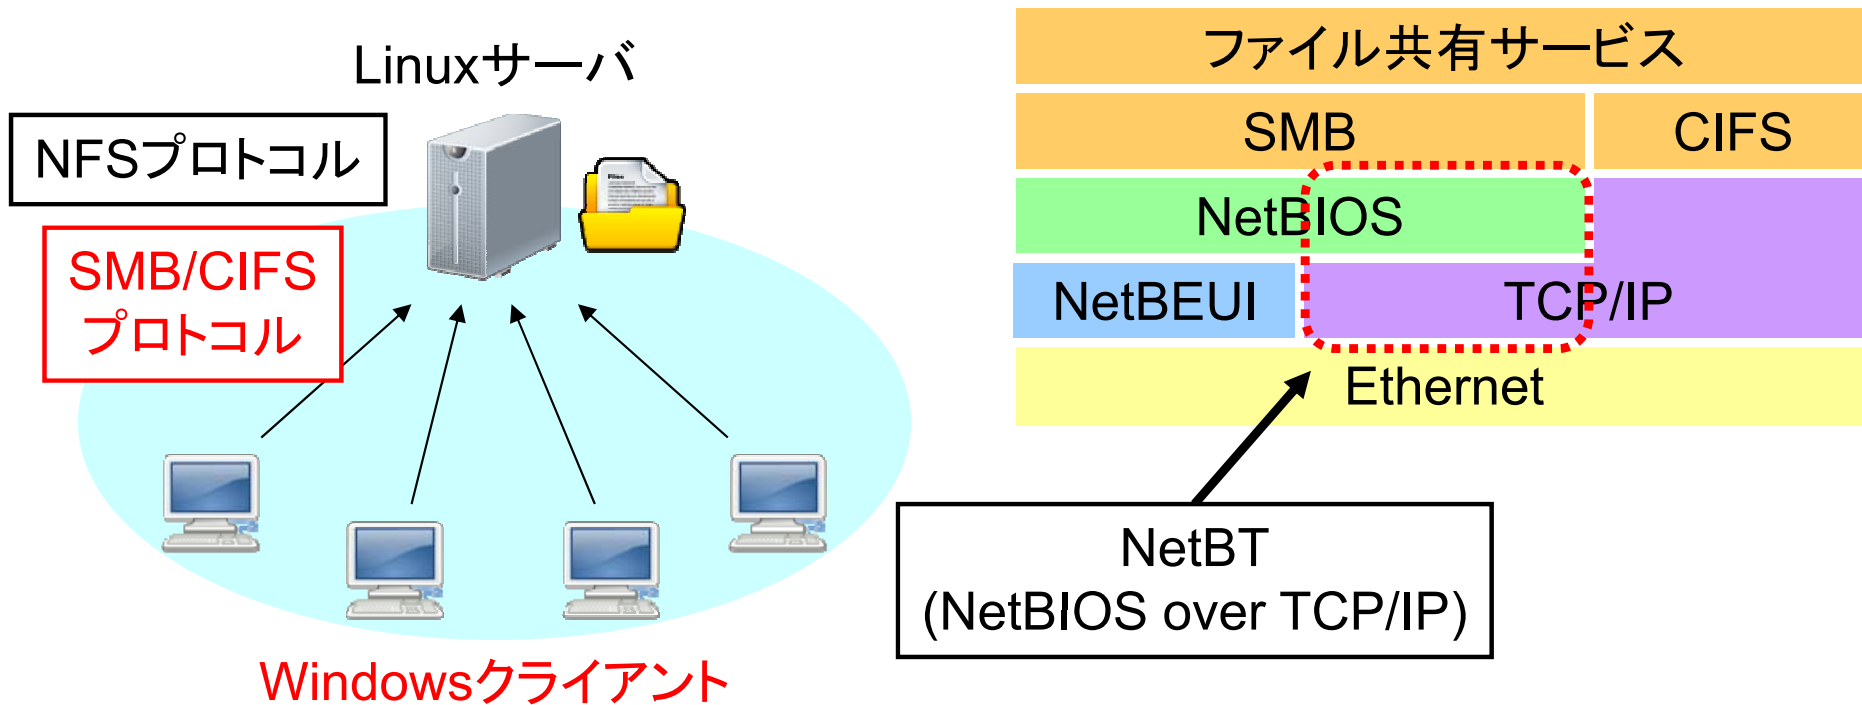 Linuxサーバ
NFSプロトコル
Files
SMB/CIFS
プロトコル
Windowsクライアント
ファイル共有サービス
SMB
CIFS
NetBIOS
NetBEUI
TCP/IP
Ethernet
NetBT
(NetBIOS over TCP/IP)